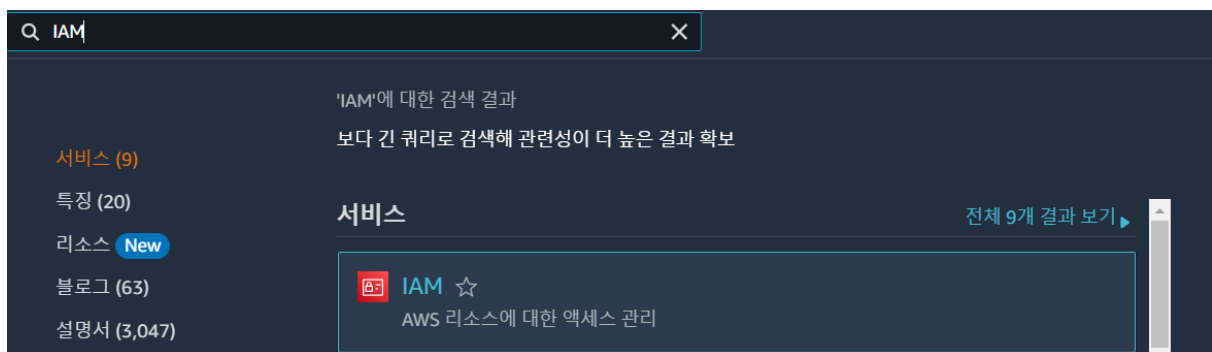 IAM
'IAM'에 대한 검색 결과
보다 긴 쿼리로 검색해 관련성이 더 높은 결과 확보
서비스 (9)
특징 (20)
리소스 New
블로그 (63)
설명서 (3,047)
서비스
전체 9개 결과 보기
IAM
AWS 리소스에 대한 액세스 관리